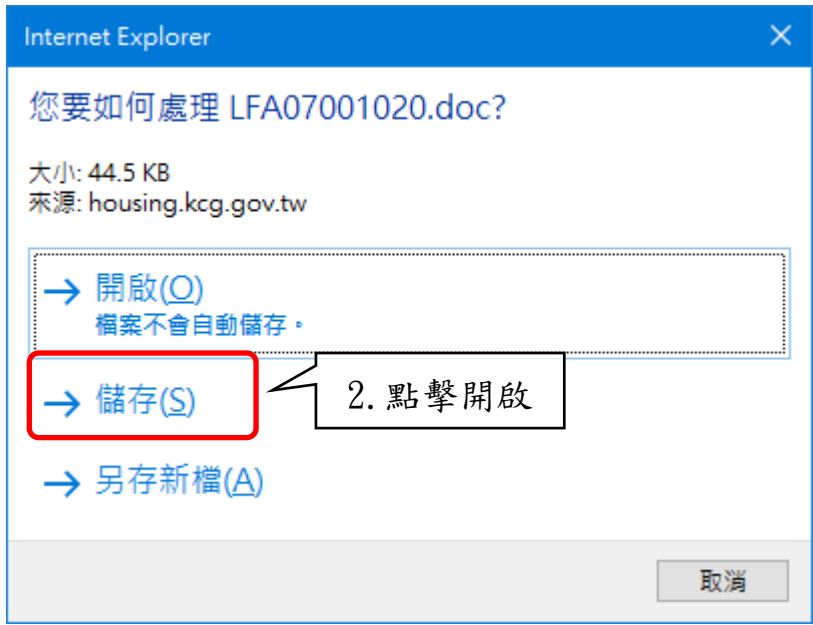 Internet Explorer
您要如何處理 LFA07001020.doc?
大小: 44.5 KB
來源: housing.kcg.gov.tw
→ 開啟(O)
檔案不會自動儲存。
→ 儲存(S)
2.點擊開啟
→ 另存新檔(A)
取消